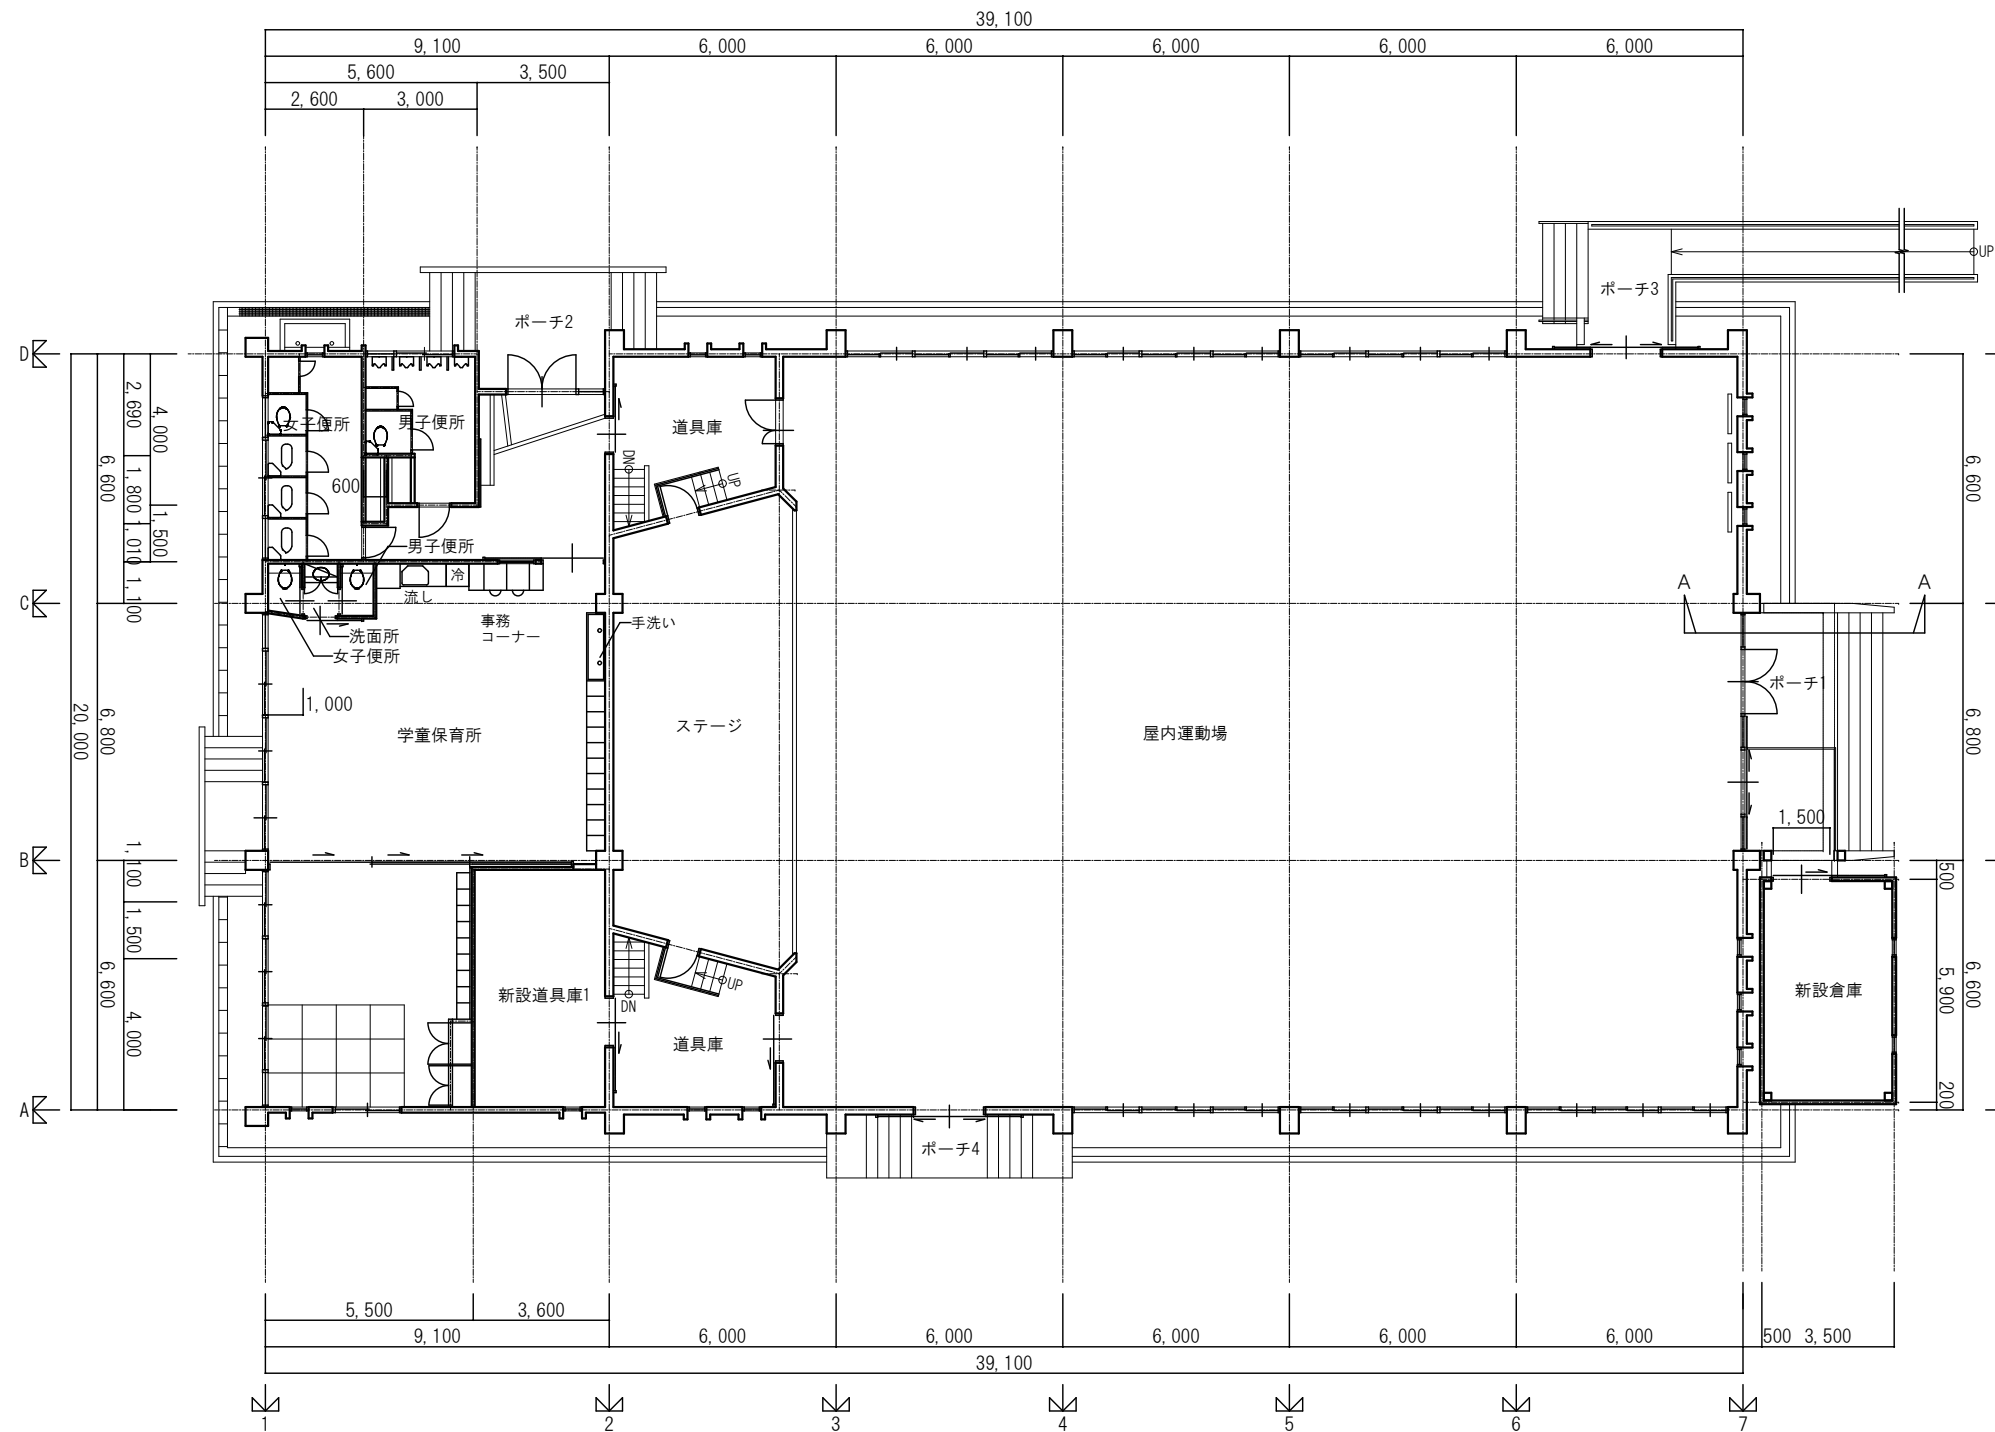 39,100
9,100
6,000
6,000
6,000
6,000
6,000
5,600
3,500
2,600
3,000
UP
ポーチ3
ポーチ2
D
2,690
4,000
6,600
1,800
1,500
1,010
1,100
女子便所
男子便所
600
道具庫
DN
UP
6,600
男子便所
冷
流し
事務
コーナー
手洗い
洗面所
女子便所
C
A
A
1,000
学童保育所
ステージ
屋内運動場
ポーチ1
20,000
6,800
6,800
1,500
B
1,100
1,500
6,600
4,000
500
5,900
6,600
200
新設道具庫1
DN
UP
道具庫
新設倉庫
A
ポーチ4
5,500
3,600
9,100
6,000
6,000
6,000
6,000
6,000
500
3,500
39,100
1
2
3
4
5
6
7